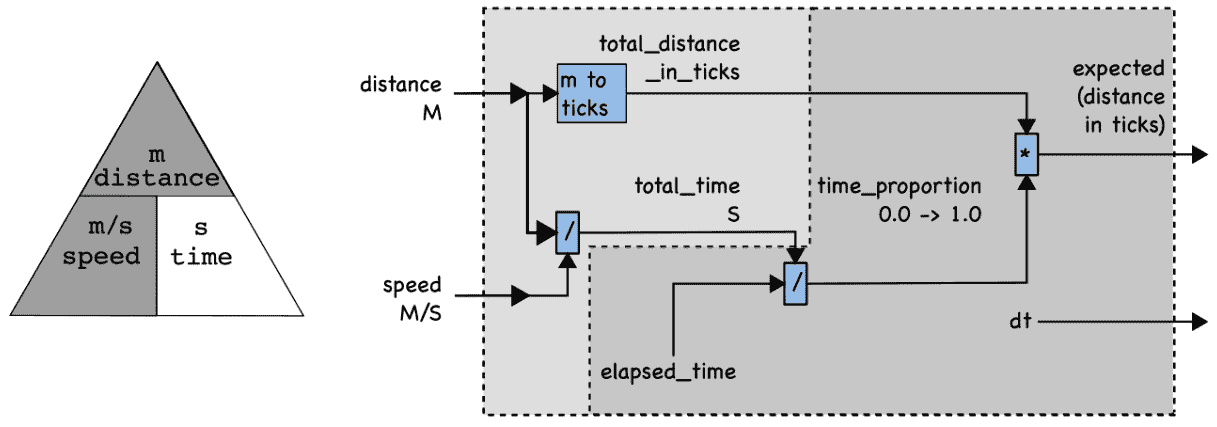 m
distance
m/s
speed
s
time
distance
M
speed
M/S
m to
ticks
total_distance
_in_ticks
/
total_time
S
elapsed_time
/
time_proportion
0.0 -> 1.0
*
expected
(distance
in ticks)
dt